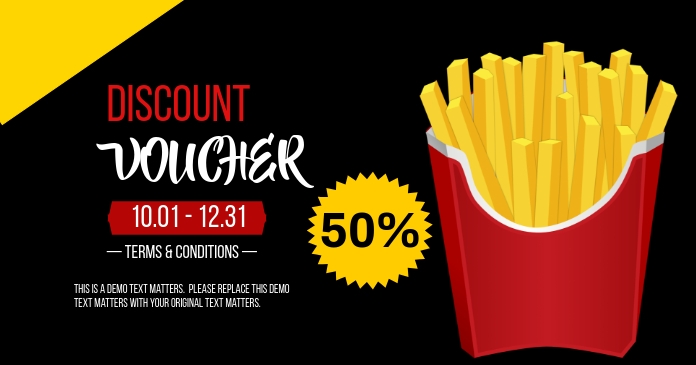 DISCOUNT
VOUCHER
10.01 - 12.31
— TERMS & CONDITIONS —
50%
THIS IS A DEMO TEXT MATTERS. PLEASE REPLACE THIS DEMO
TEXT MATTERS WITH YOUR ORIGINAL TEXT MATTERS.